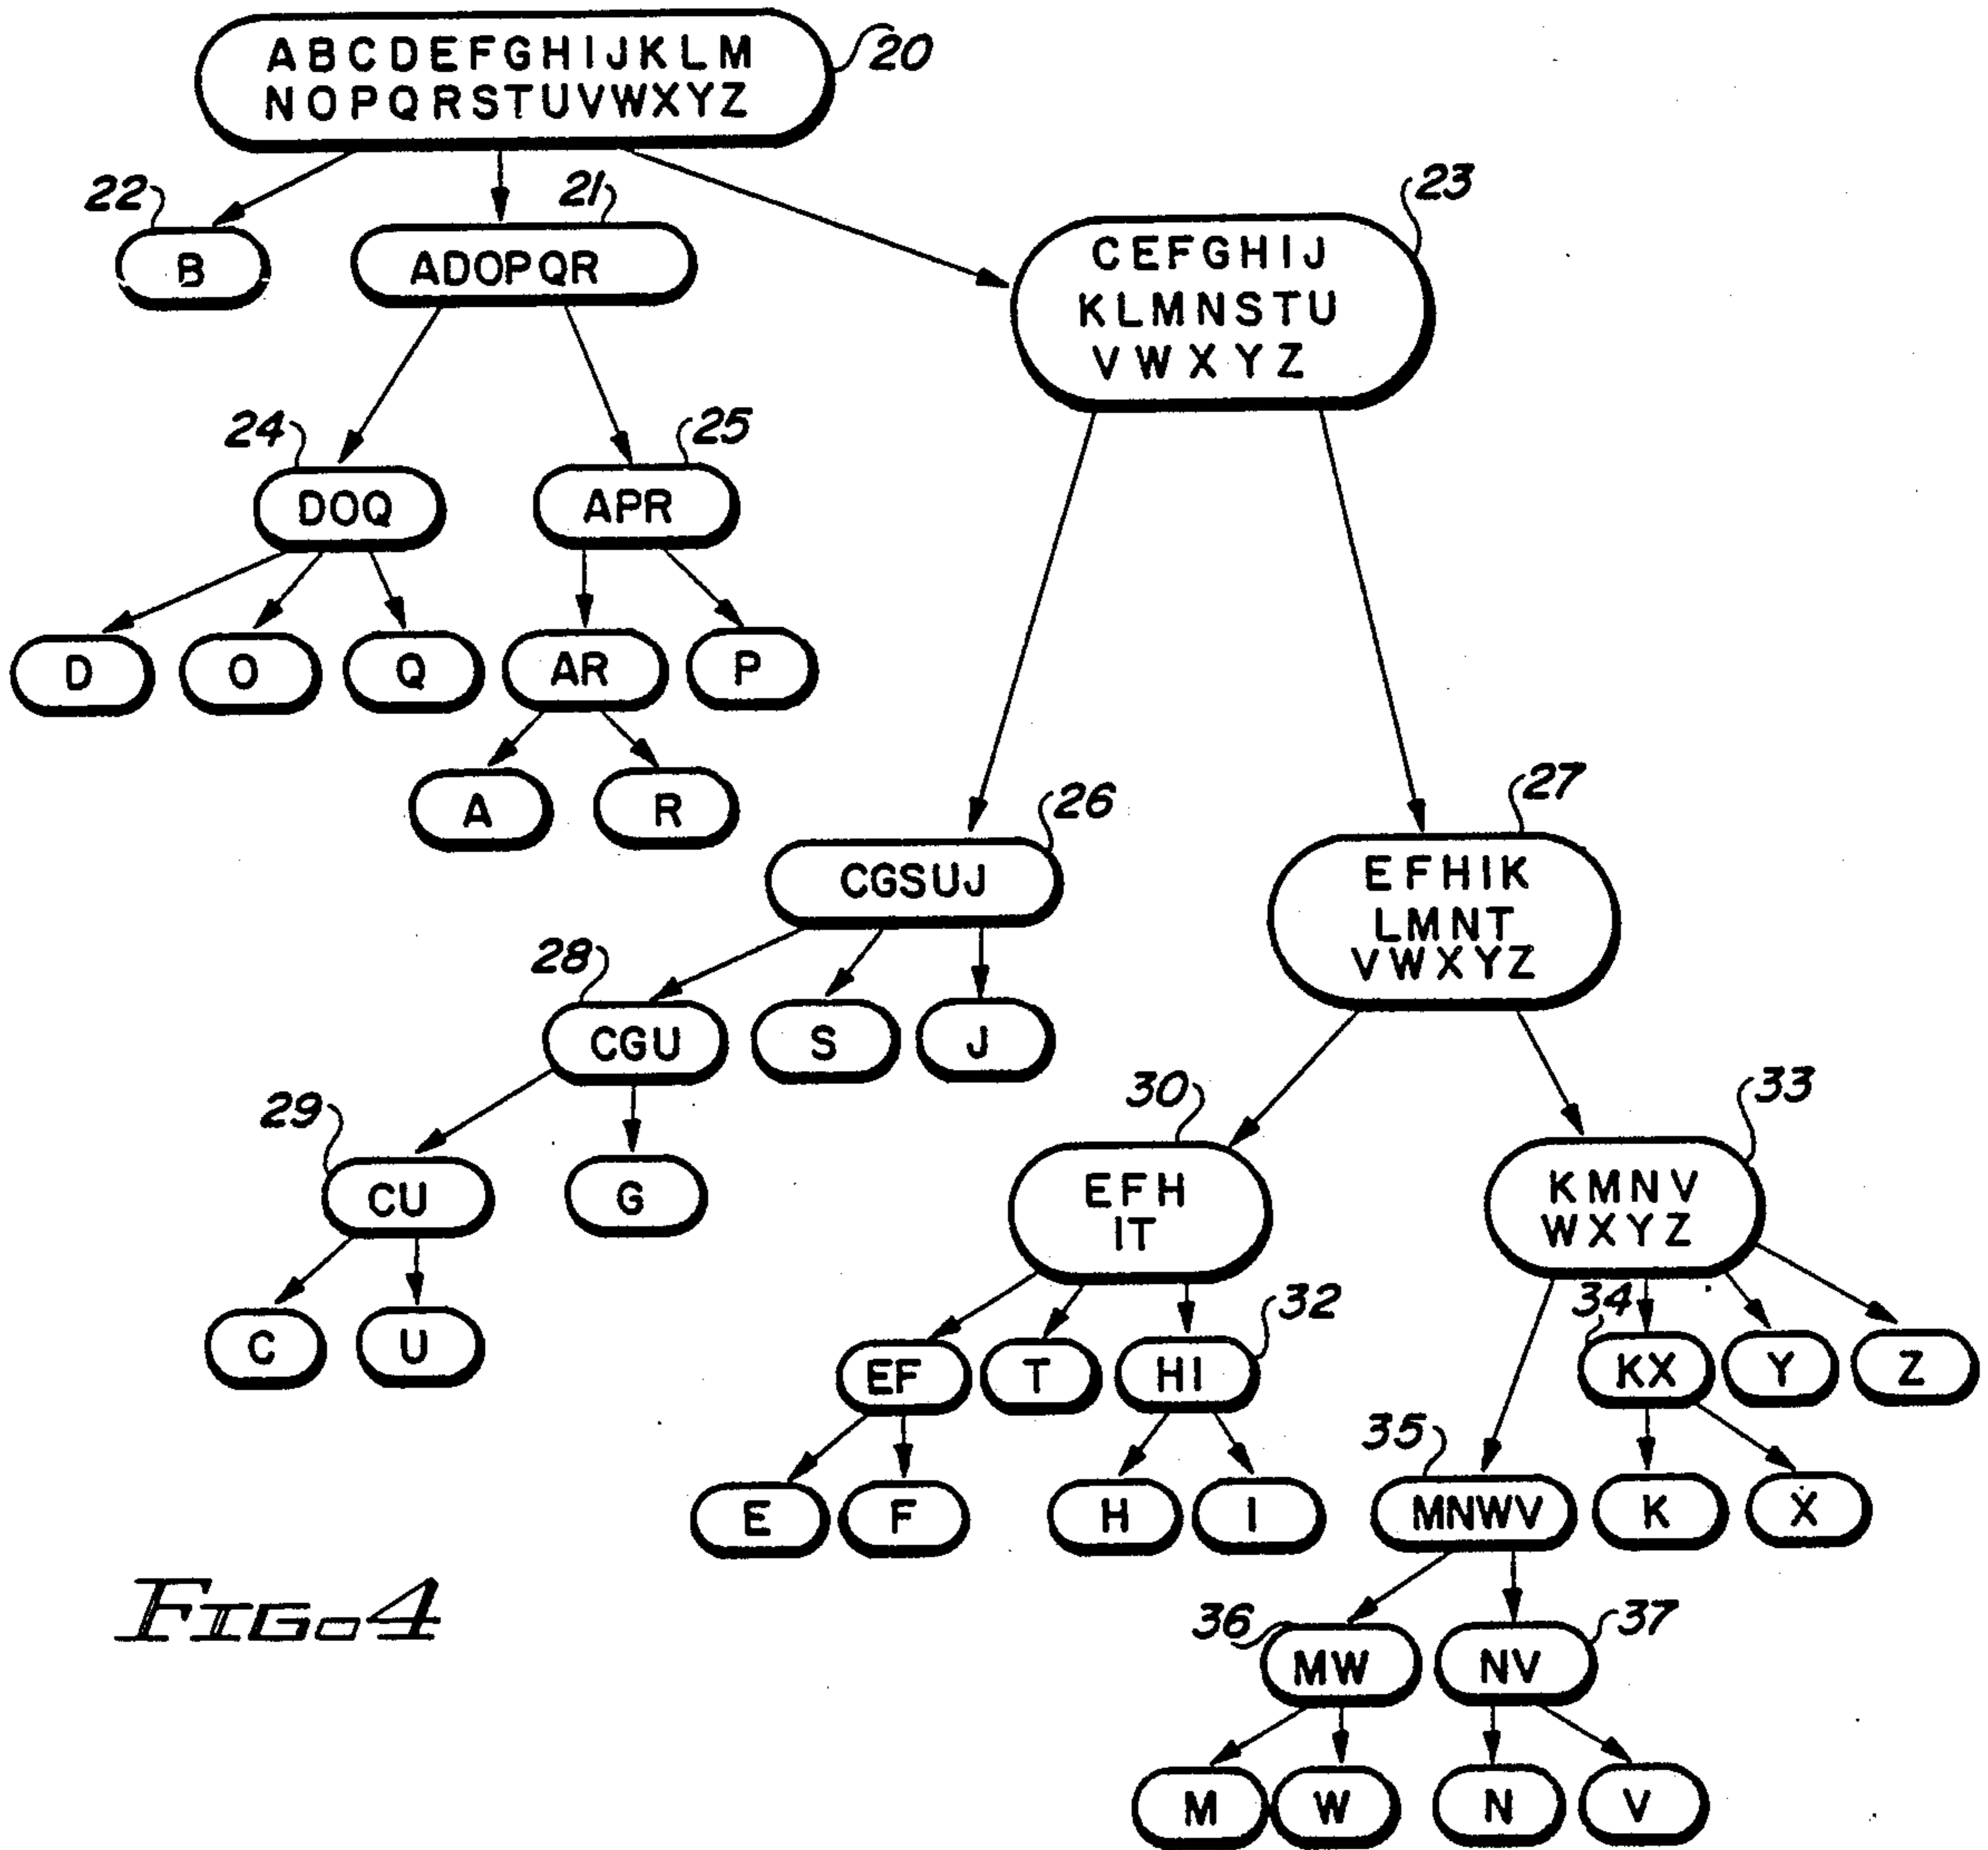 ABCDEFGHIJKLM
NOPQRSTUVWXYZ
20
22
21
23
B
ADOPQR
CEFGHIJ
KLMNSTU
VWXYZ
24
25
DOQ
APR
D
O
Q
AR
P
A
R
26
27
CGSUJ
EFHIK
LMNT
VWXYZ
28
CGU
S
J
29
30
33
CU
G
EFH
IT
KMNV
WXYZ
C
U
32
34
EF
T
HI
KX
Y
Z
35
E
F
H
I
MNWV
K
X
FIG.4
36
37
MW
NV
M
W
N
V